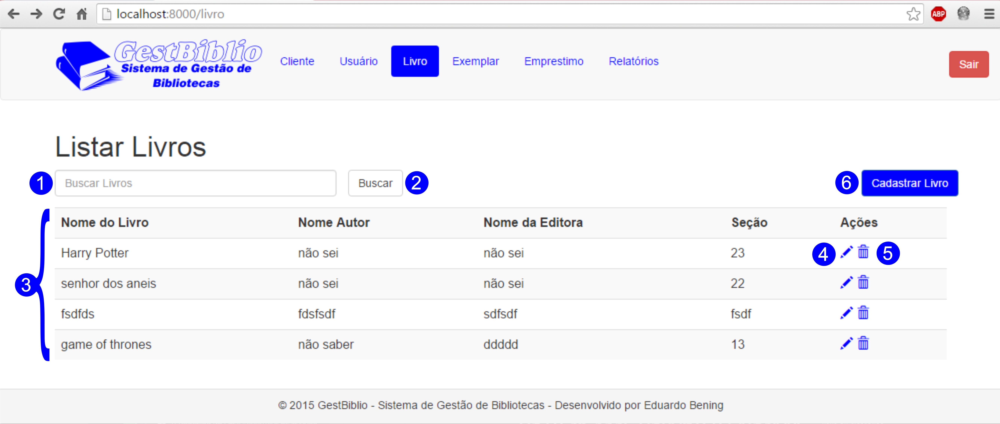 localhost:8000/livro
ABP
GestBiblio
Sistema de Gestão de
Bibliotecas
Cliente Usuário Livro Exemplar Emprestimo Relatórios Sair
Listar Livros
1 Buscar Livros Buscar 2 6 Cadastrar Livro
Nome do Livro Nome Autor Nome da Editora Seção Ações
Harry Potter não sei não sei 23 4 5
3
senhor dos aneis não sei não sei 22
fsdfds fdsfsdf sdfsdf fsdf
game of thrones não saber ddddd 13
© 2015 GestBiblio - Sistema de Gestão de Bibliotecas - Desenvolvido por Eduardo Bening